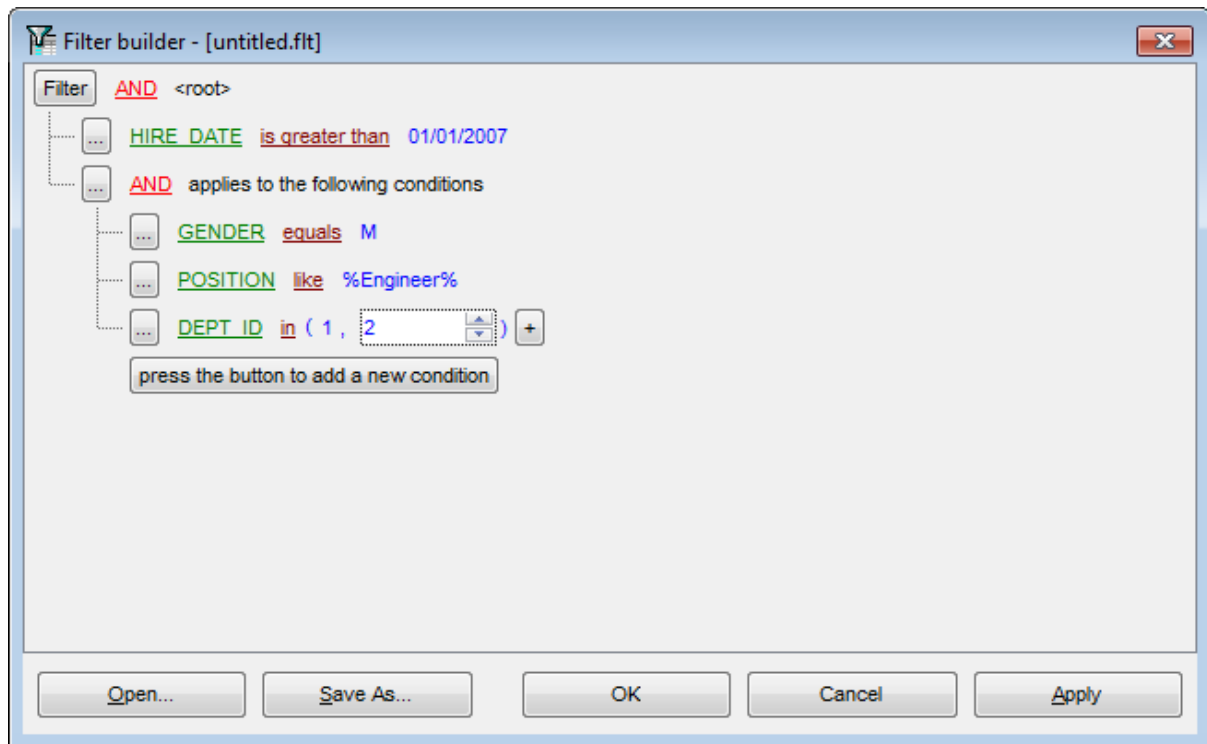 Filter builder - [untitled.flt]
Filter AND <root>
... HIRE_DATE is greater than 01/01/2007
... AND applies to the following conditions
... GENDER equals M
... POSITION like %Engineer%
... DEPT_ID in ( 1 , 2 ) +
press the button to add a new condition
Open... Save As... OK Cancel Apply